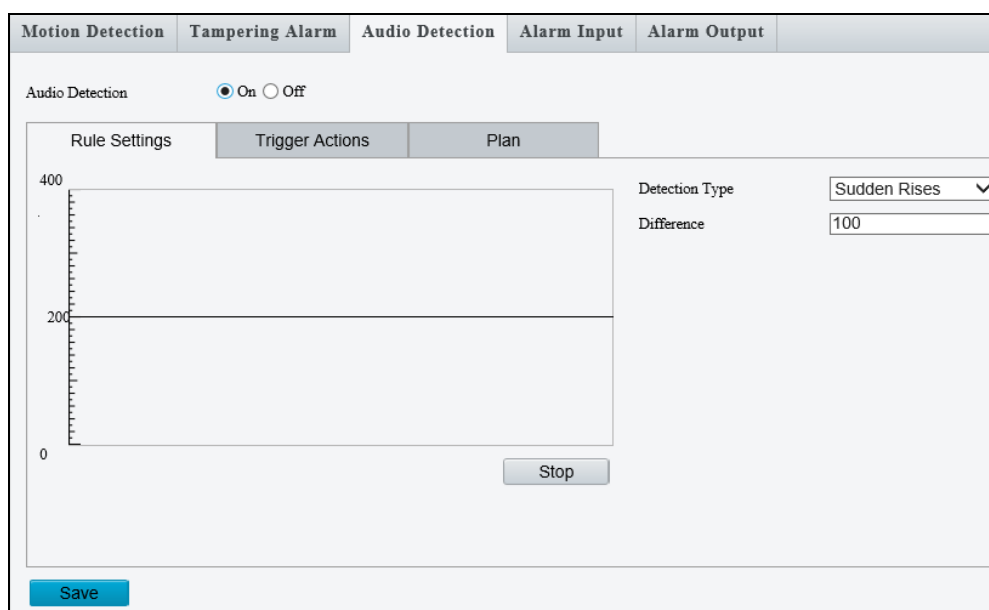 Motion Detection Tampering Alarm Audio Detection Alarm Input Alarm Output
Audio Detection On Off
Rule Settings Trigger Actions Plan
400
Detection Type Sudden Rises
Difference 100
200
0
Stop
Save